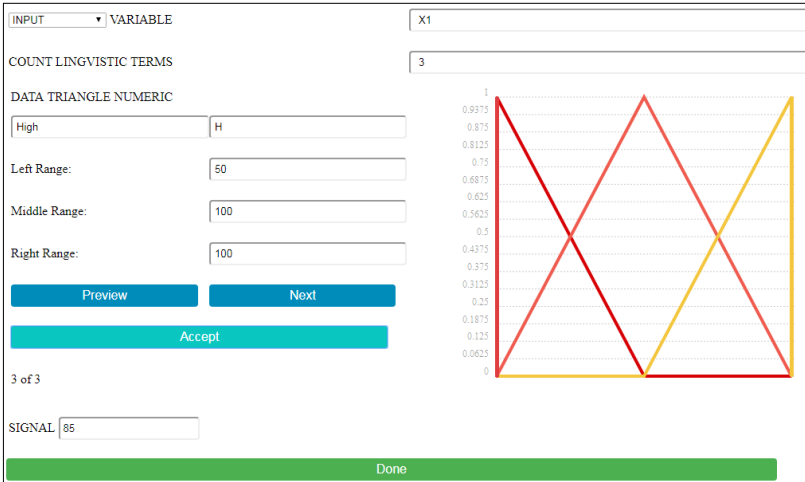 INPUT VARIABLE X1
COUNT LINGVISTIC TERMS 3
DATA TRIANGLE NUMERIC
High H
Left Range: 50
Middle Range: 100
Right Range: 100
Preview Next
Accept
3 of 3
SIGNAL 85
Done
1
0.9375
0.875
0.8125
0.75
0.6875
0.625
0.5625
0.5
0.4375
0.375
0.3125
0.25
0.1875
0.125
0.0625
0